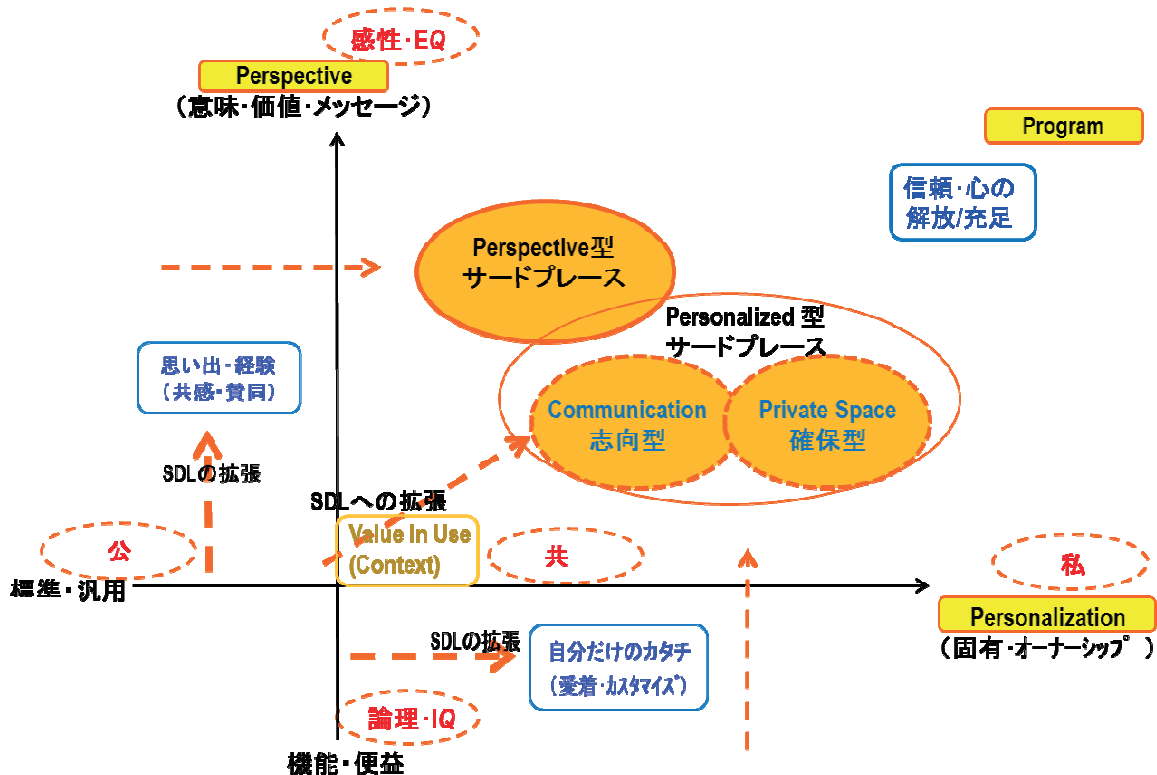 感性・EQ
Perspective
（意味・価値・メッセージ）
Program
信頼・心の
解放/充足
Perspective型
サードプレース
Personalized 型
サードプレース
思い出・経験
（共感・賛同）
Communication
志向型
Private Space
確保型
SDLの拡張
SDLへの拡張
Value In Use
(Context)
公
共
私
標準・汎用
Personalization
（固有・オーナーシップ）
SDLの拡張
自分だけのカタチ
（愛着・カスタマイズ）
論理・IQ
機能・便益